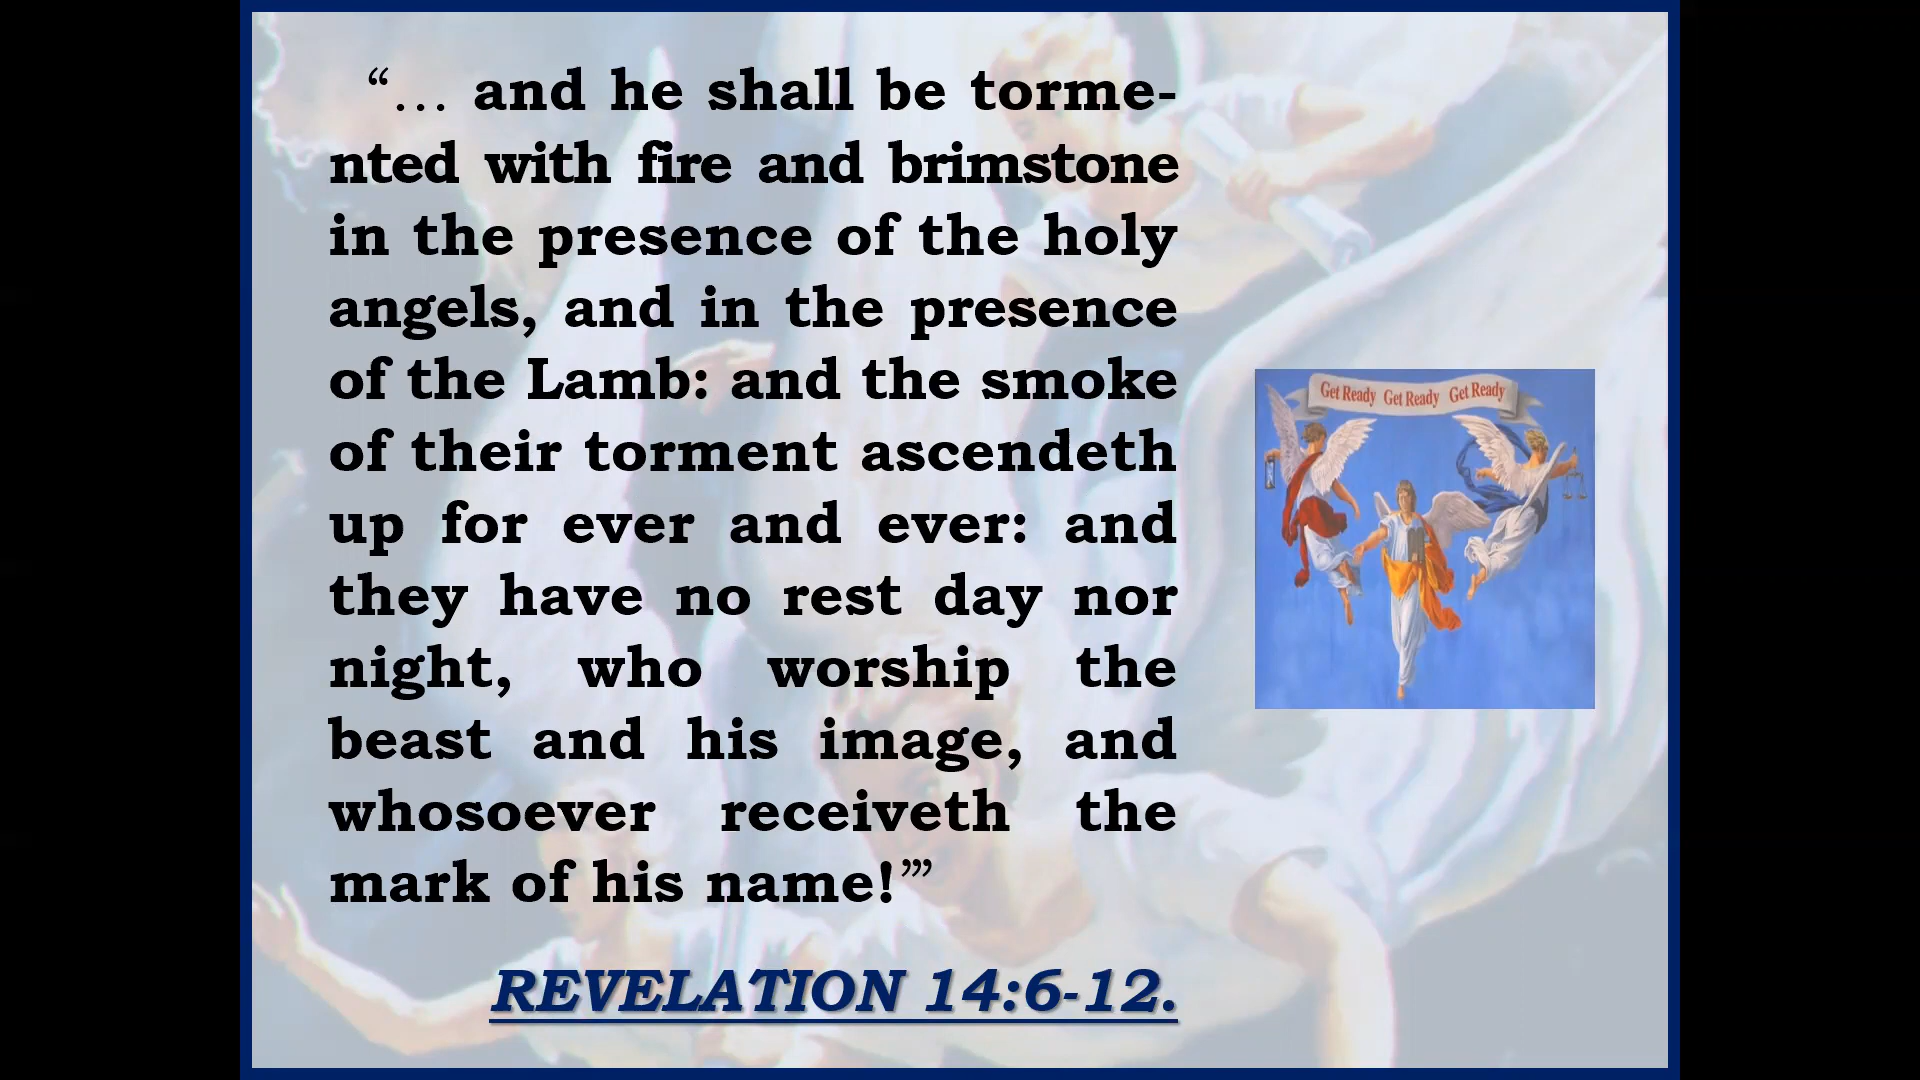 “… and he shall be torme-
nted with fire and brimstone
in the presence of the holy
angels, and in the presence
of the Lamb: and the smoke
of their torment ascendeth
up for ever and ever: and
they have no rest day nor
night, who worship the
beast and his image, and
whosoever receiveth the
mark of his name!”’
REVELATION 14:6-12.
Get Ready Get Ready Get Ready